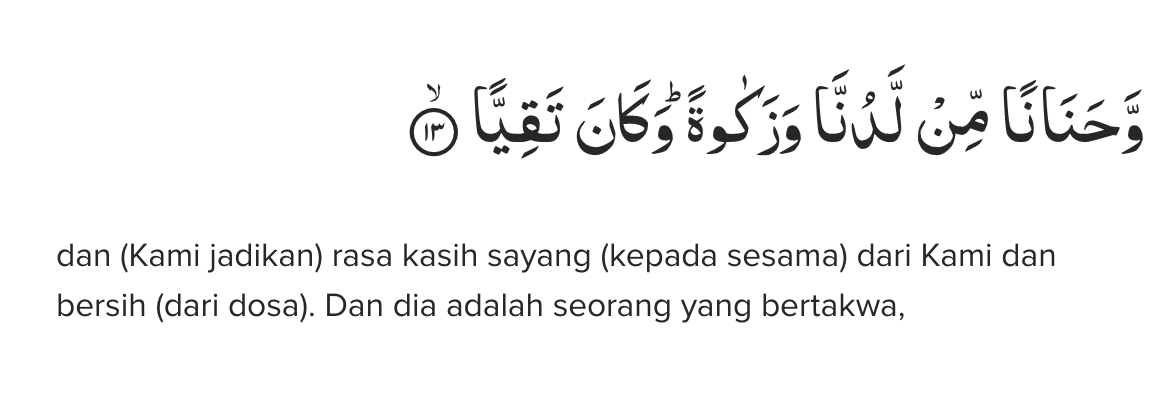 وَّحَنَانًا مِّنْ لَّدُنَّا وَزَكٰوةً ۗوَكَانَ تَقِيًّا ۙ ١٣
dan (Kami jadikan) rasa kasih sayang (kepada sesama) dari Kami dan
bersih (dari dosa). Dan dia adalah seorang yang bertakwa,